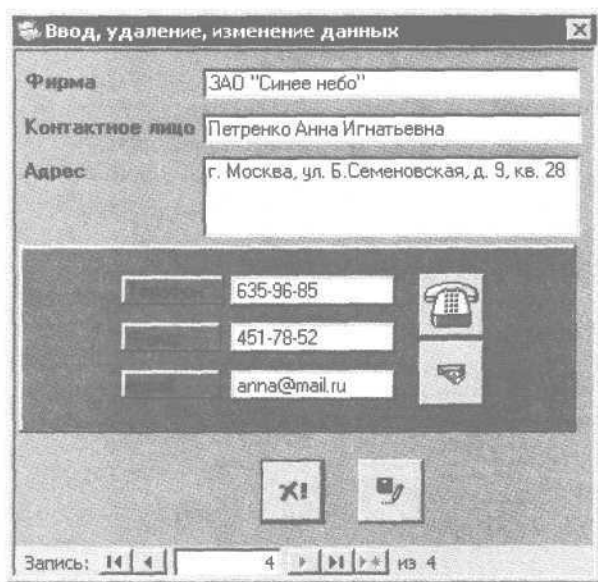 Ввод, удаление, изменение данных
Фирма ЗАО "Синее небо"
Контактное лицо Петренко Анна Игнатьевна
Адрес г. Москва, ул. Б.Семеновская, д. 9, кв. 28
635-96-85
451-78-52
anna@mail.ru
Запись: 4 из 4